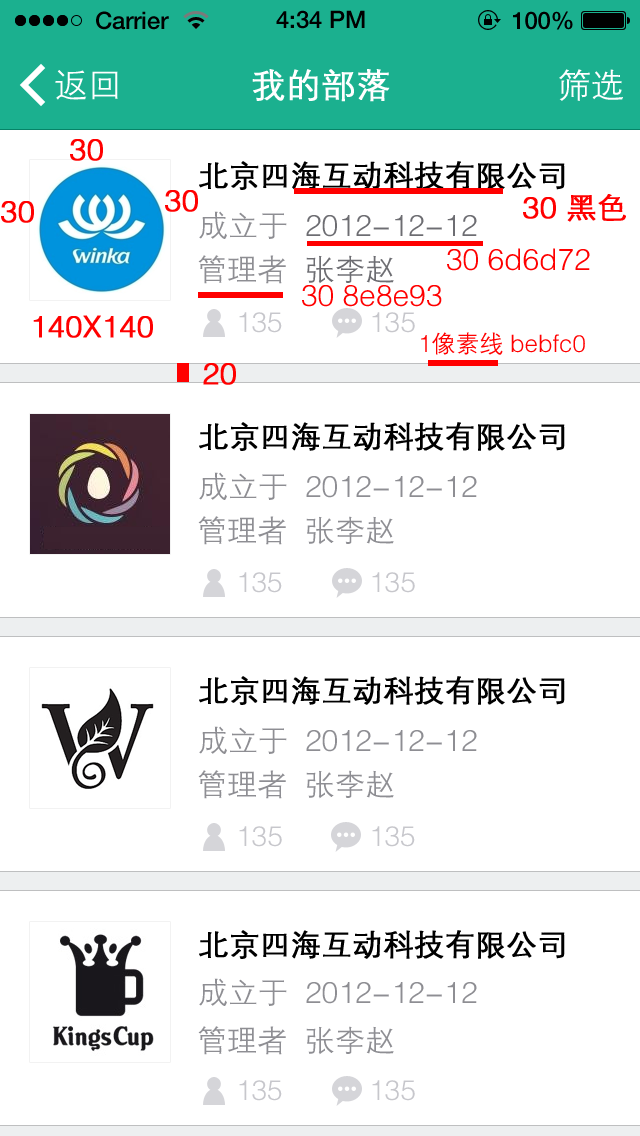 Carrier 4:34 PM 100%
返回 我的部落 筛选
30
北京四海互动科技有限公司
30 30
30 黑色
winka
成立于 2012-12-12
30 6d6d72
管理者 张李赵
30 8e8e93
140X140
135 135
1像素线 bebfc0
20
北京四海互动科技有限公司
成立于 2012-12-12
管理者 张李赵
135 135
W
北京四海互动科技有限公司
成立于 2012-12-12
管理者 张李赵
135 135
北京四海互动科技有限公司
成立于 2012-12-12
KingsCup
管理者 张李赵
135 135